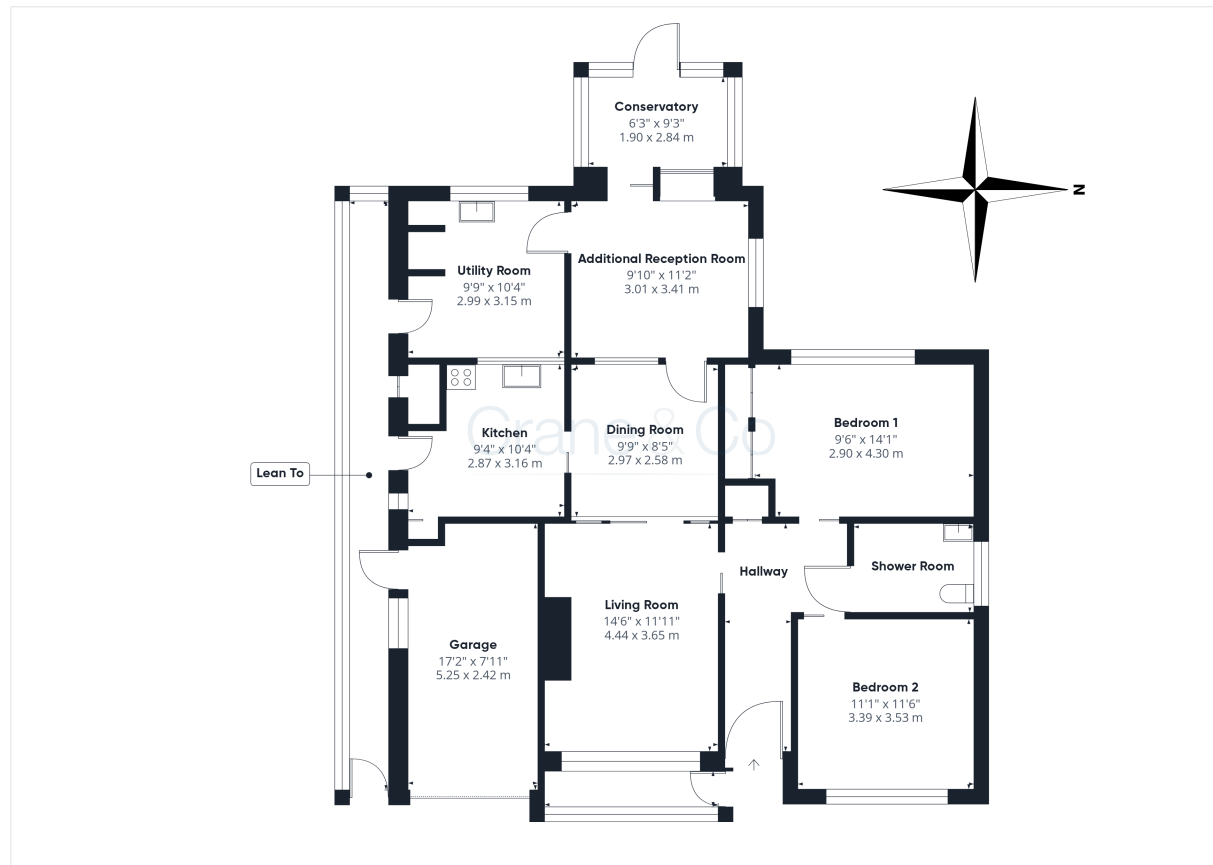 Conservatory
6'3" x 9'3"
1.90 x 2.84 m
N
Additional Reception Room
9'10" x 11'2"
3.01 x 3.41 m
Utility Room
9'9" x 10'4"
2.99 x 3.15 m
Crane & Co
Bedroom 1
9'6" x 14'1"
2.90 x 4.30 m
Dining Room
9'9" x 8'5"
2.97 x 2.58 m
Kitchen
9'4" x 10'4"
2.87 x 3.16 m
Lean To
Shower Room
Hallway
Living Room
14'6" x 11'11"
4.44 x 3.65 m
Garage
17'2" x 7'11"
5.25 x 2.42 m
Bedroom 2
11'1" x 11'6"
3.39 x 3.53 m